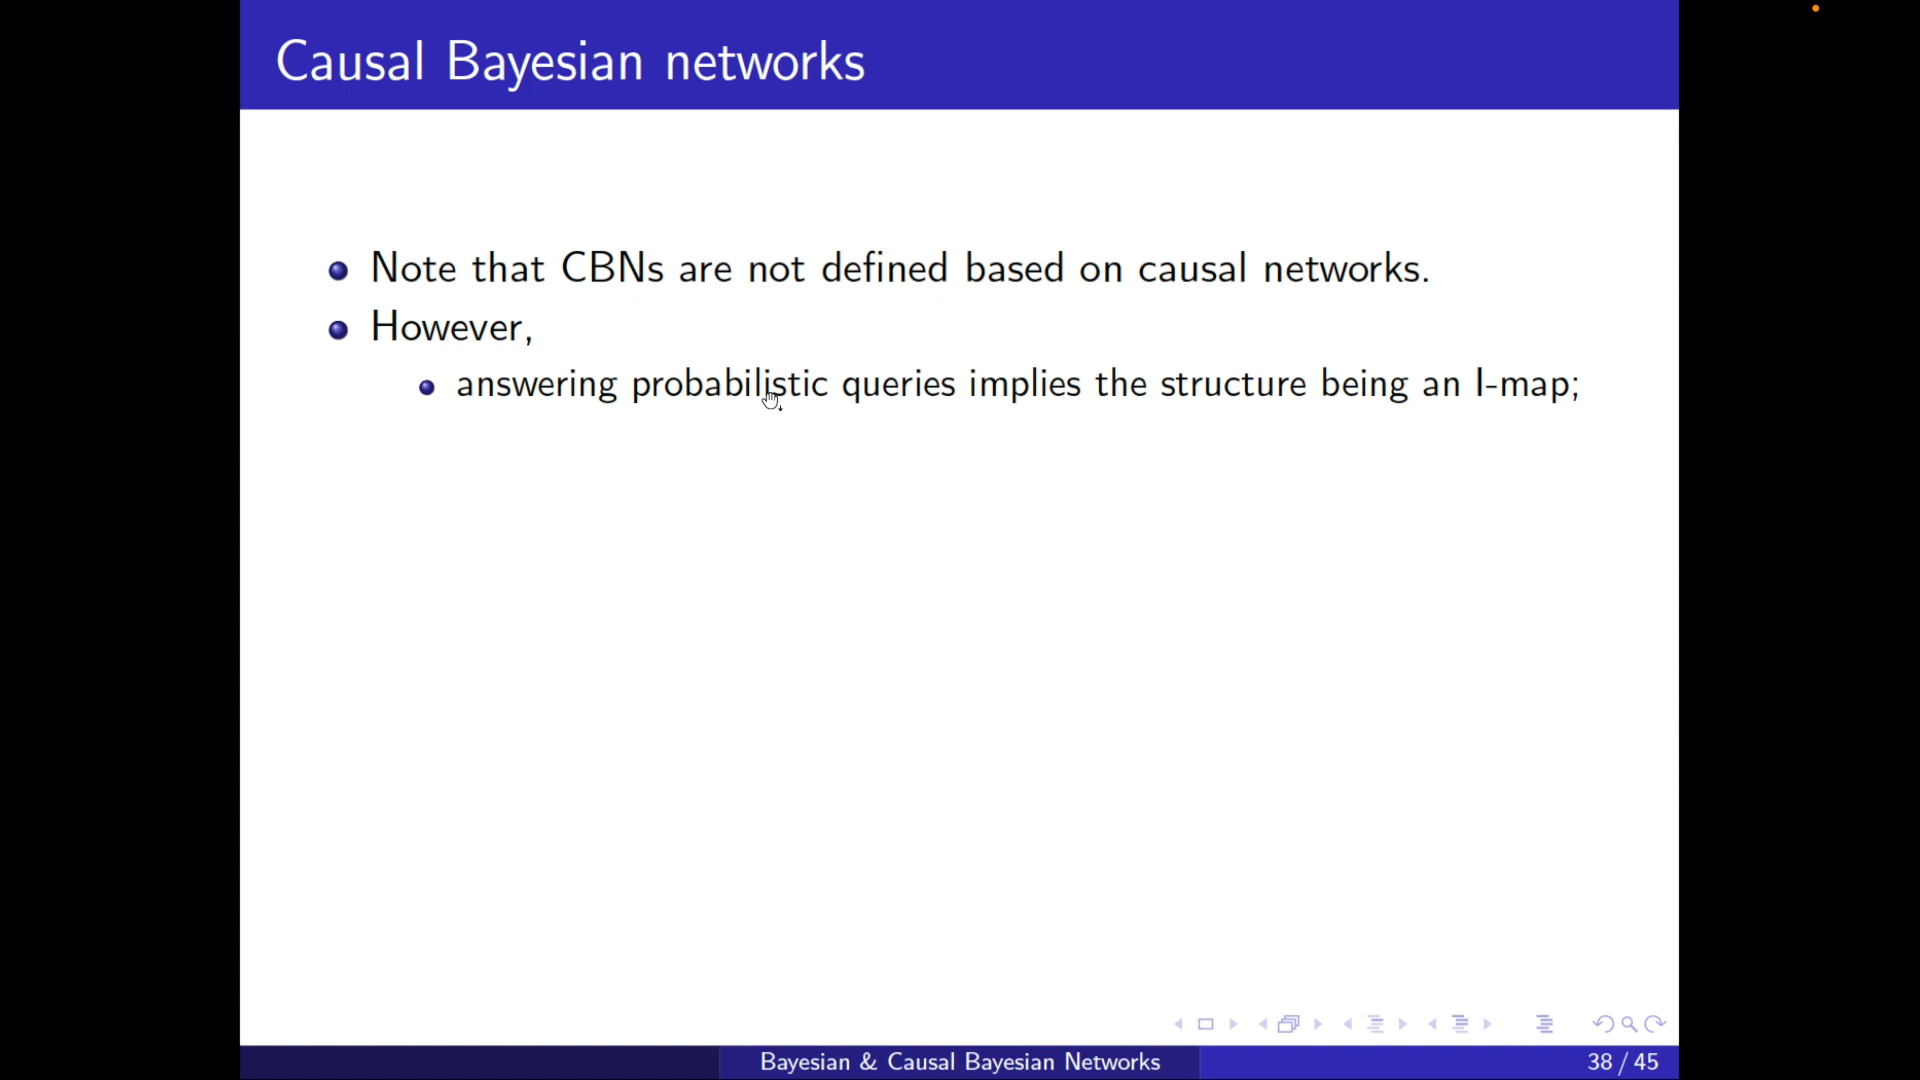 Causal Bayesian networks
Note that CBNs are not defined based on causal networks.
However,
answering probabilistic queries implies the structure being an I-map;
Bayesian & Causal Bayesian Networks
38 / 45